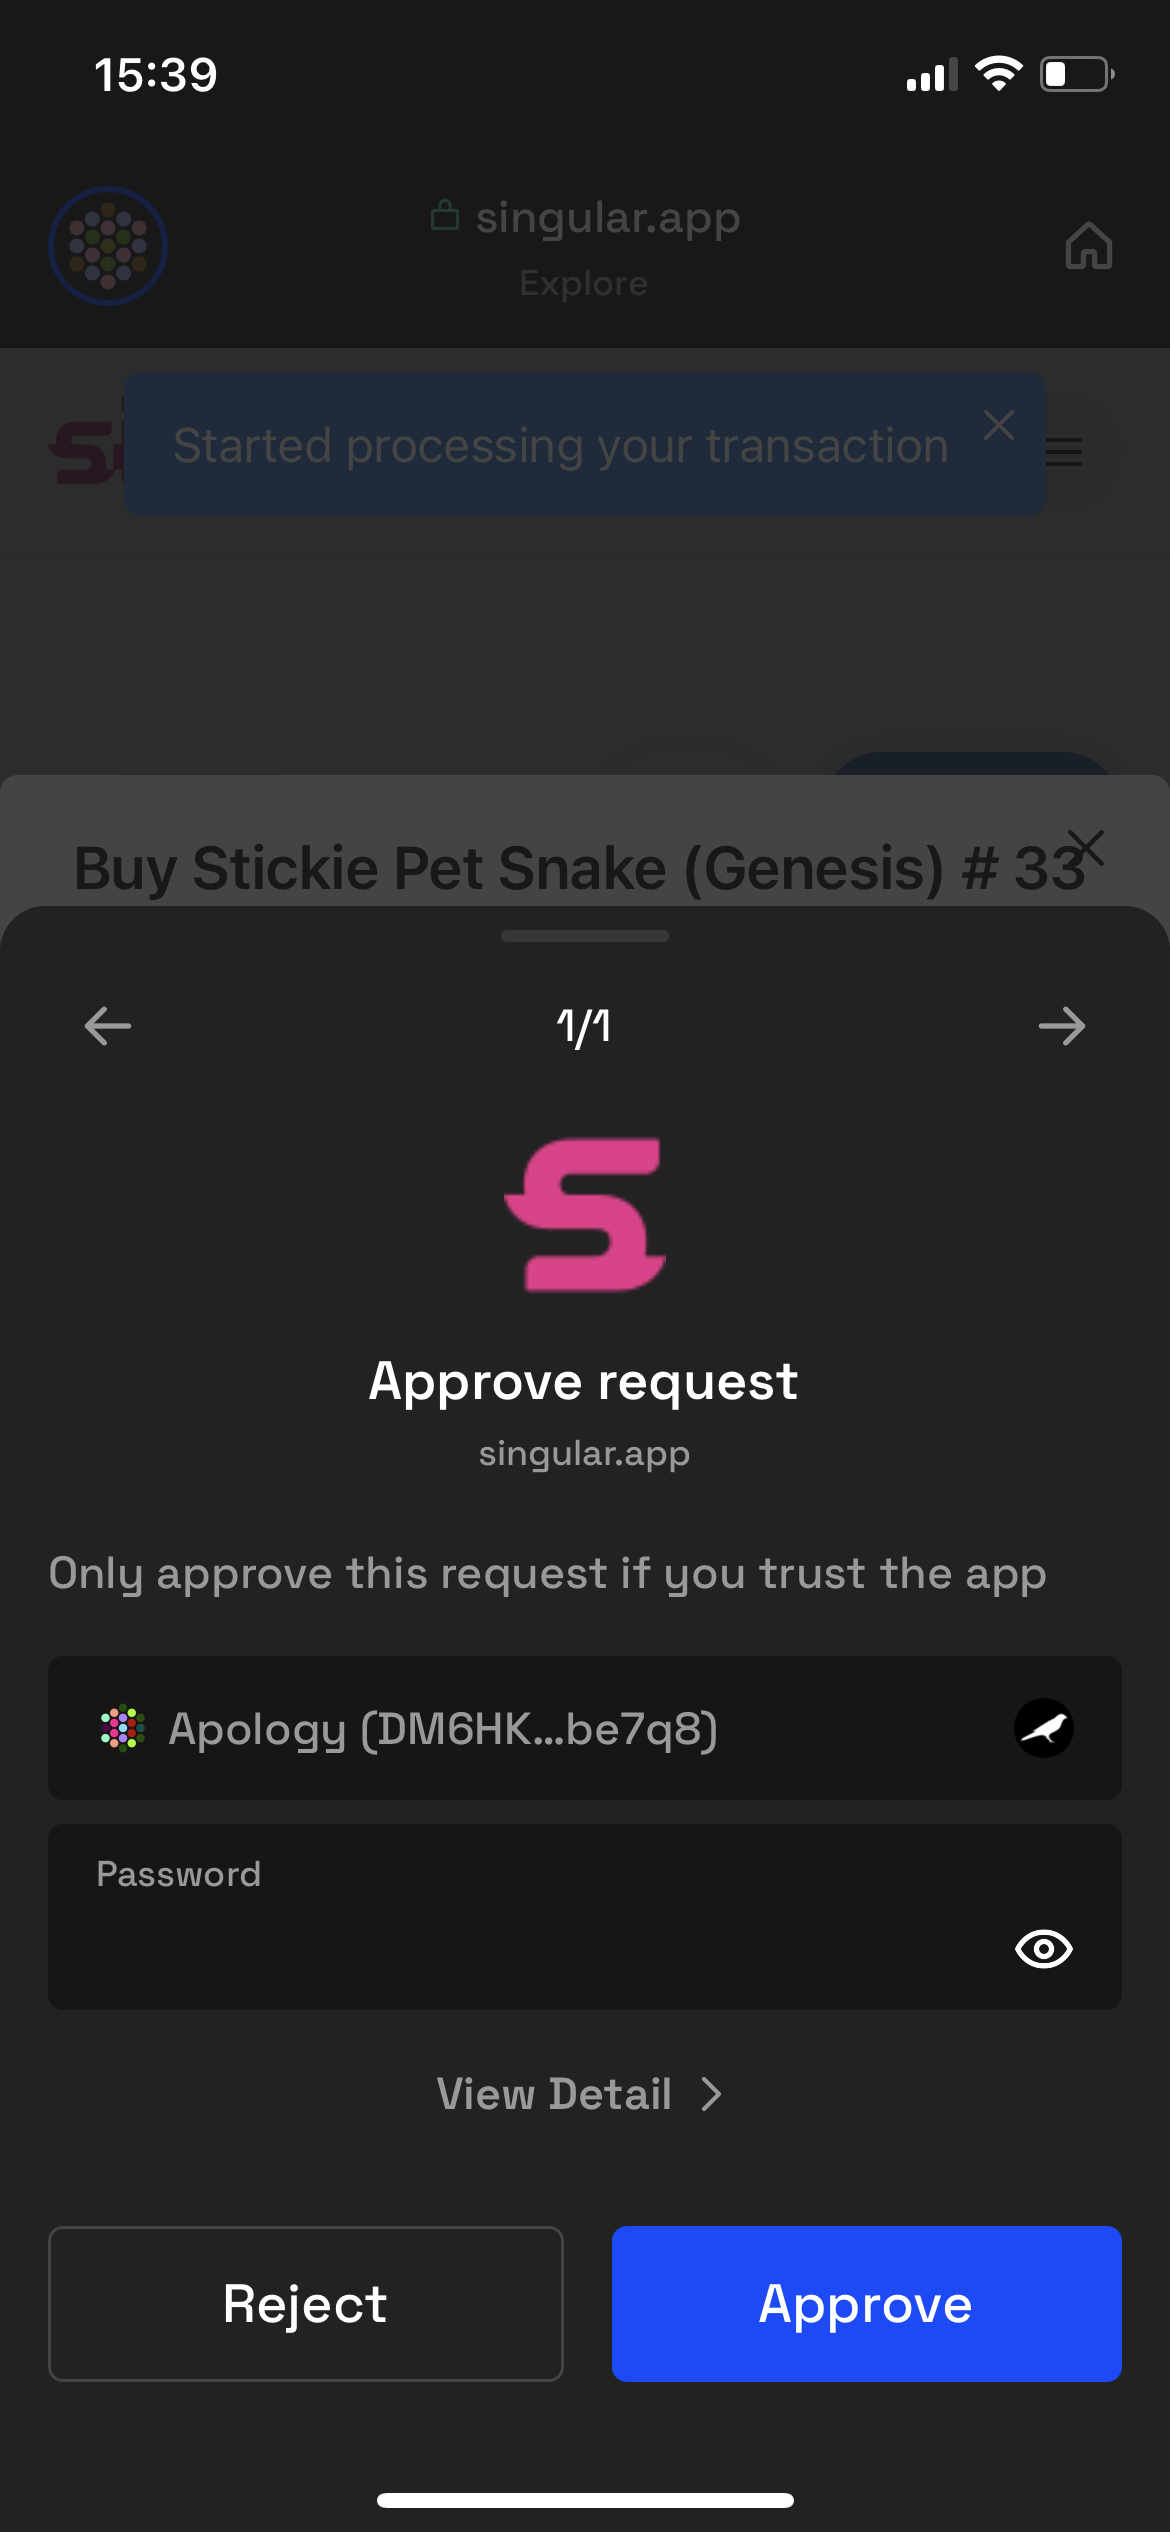 15:39
singular.app
Explore
Started processing your transaction
Buy Stickie Pet Snake (Genesis) # 33
1/1
Approve request
singular.app
Only approve this request if you trust the app
Apology (DM6HK...be7q8)
Password
View Detail
Reject
Approve